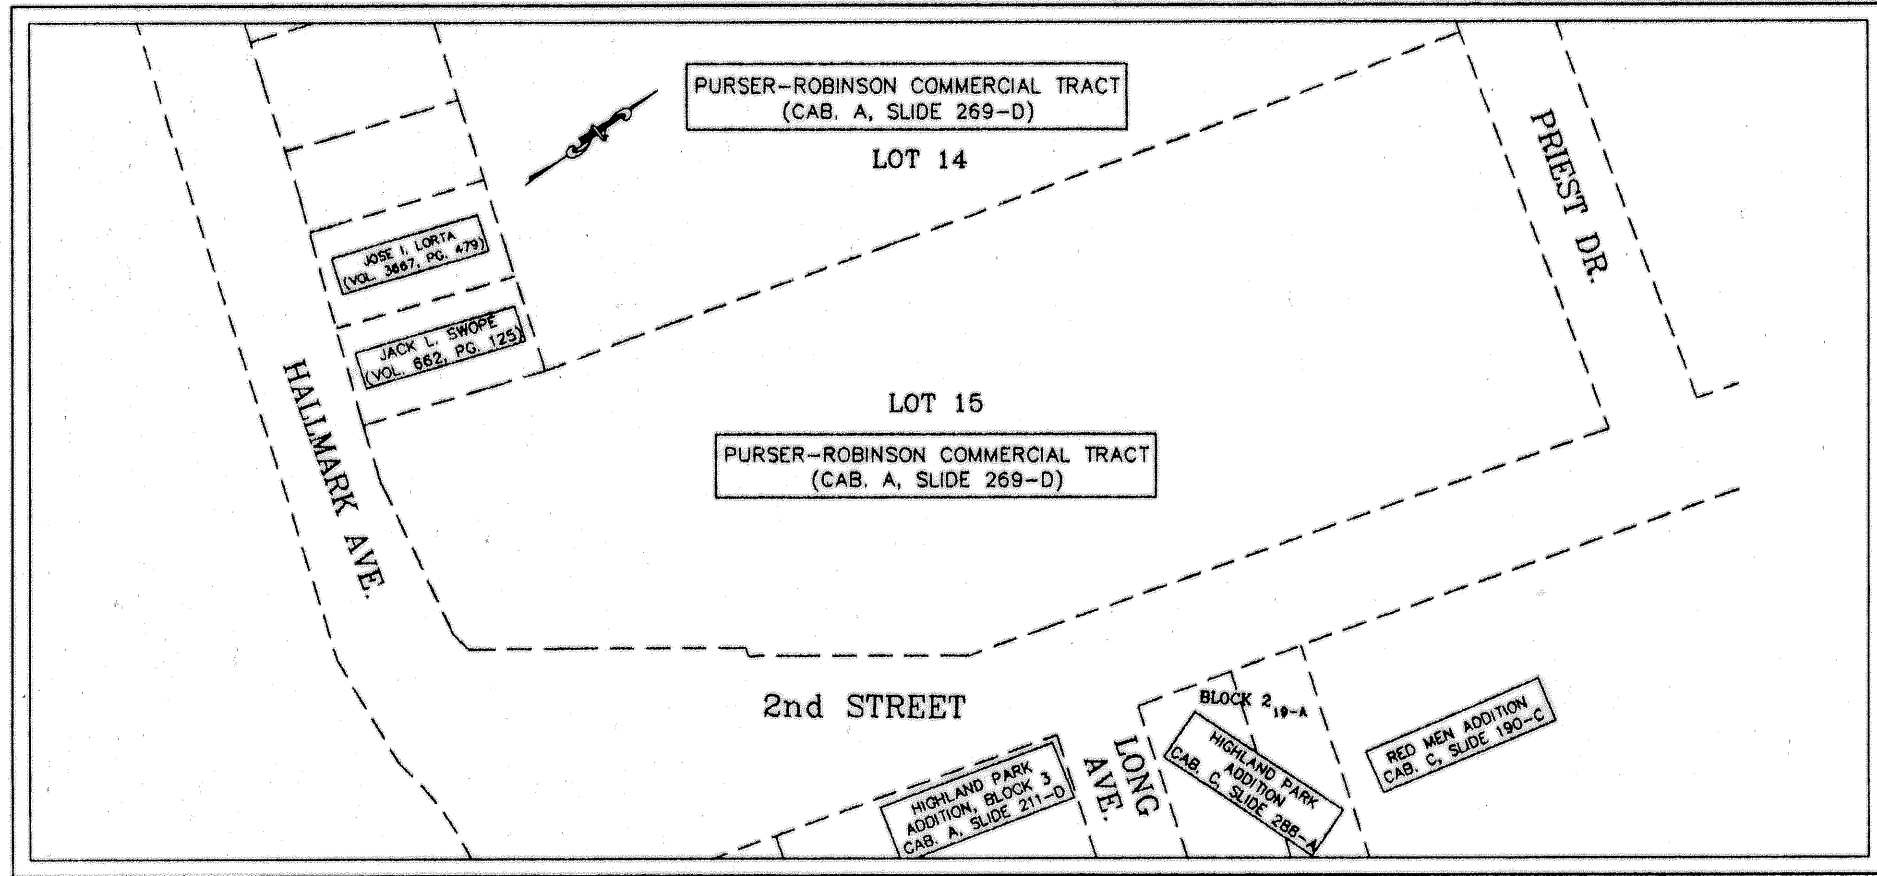 PURSER-ROBINSON COMMERCIAL TRACT
(CAB. A, SLIDE 269-D)
LOT 14
PRIEST DR.
JOSE I. LORTA
(VOL. 3667, PG. 479)
JACK L. SWOPE
(VOL. 662, PG. 125)
HALLMARK AVE.
LOT 15
PURSER-ROBINSON COMMERCIAL TRACT
(CAB. A, SLIDE 269-D)
2nd STREET
BLOCK 2
19-A
LONG
AVE.
HIGHLAND PARK
ADDITION
CAB. C, SLIDE 288-A
RED MEN ADDITION
CAB. C, SLIDE 190-C
HIGHLAND PARK
ADDITION, BLOCK 3
CAB. A, SLIDE 211-D